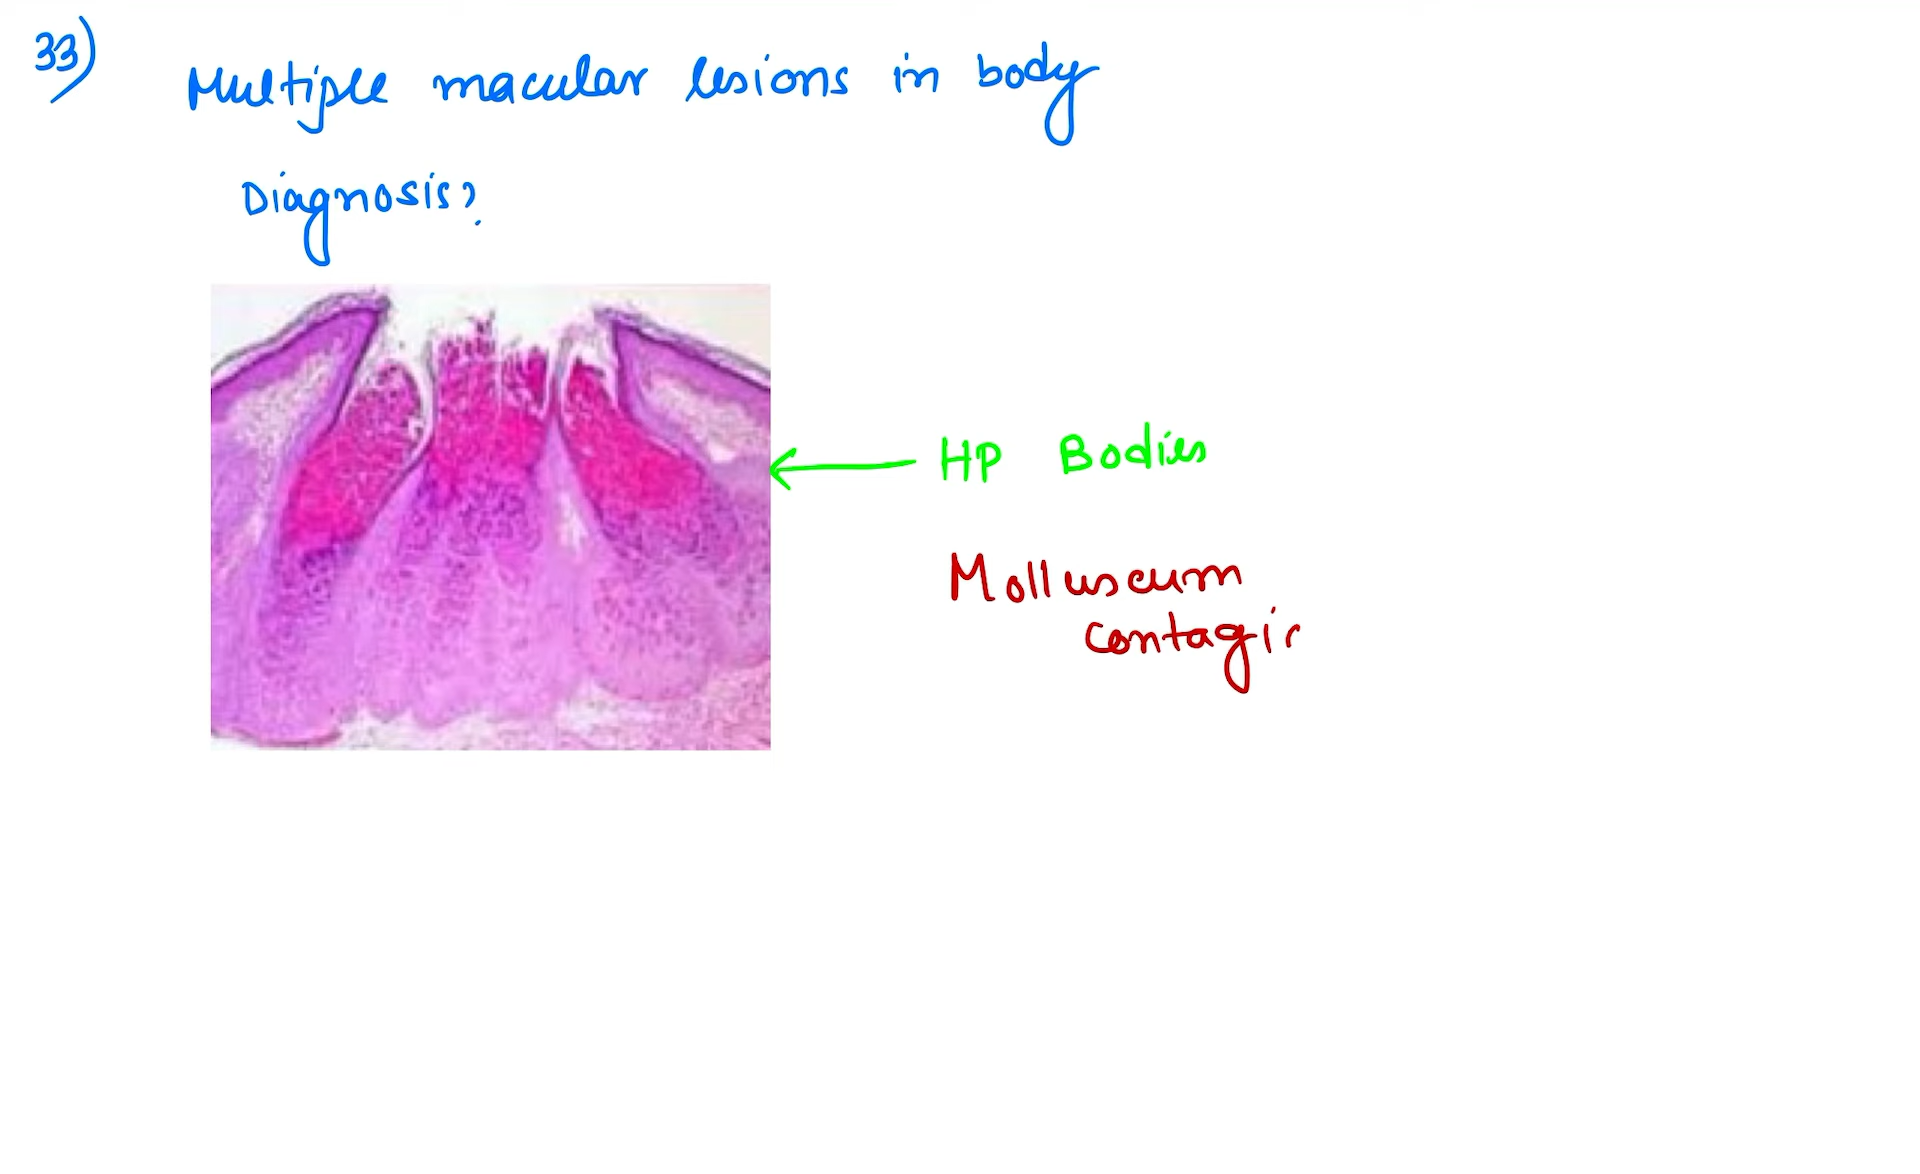 33)
Multiple macular lesions in body
Diagnosis?
HP Bodies
Molluscum
contagi